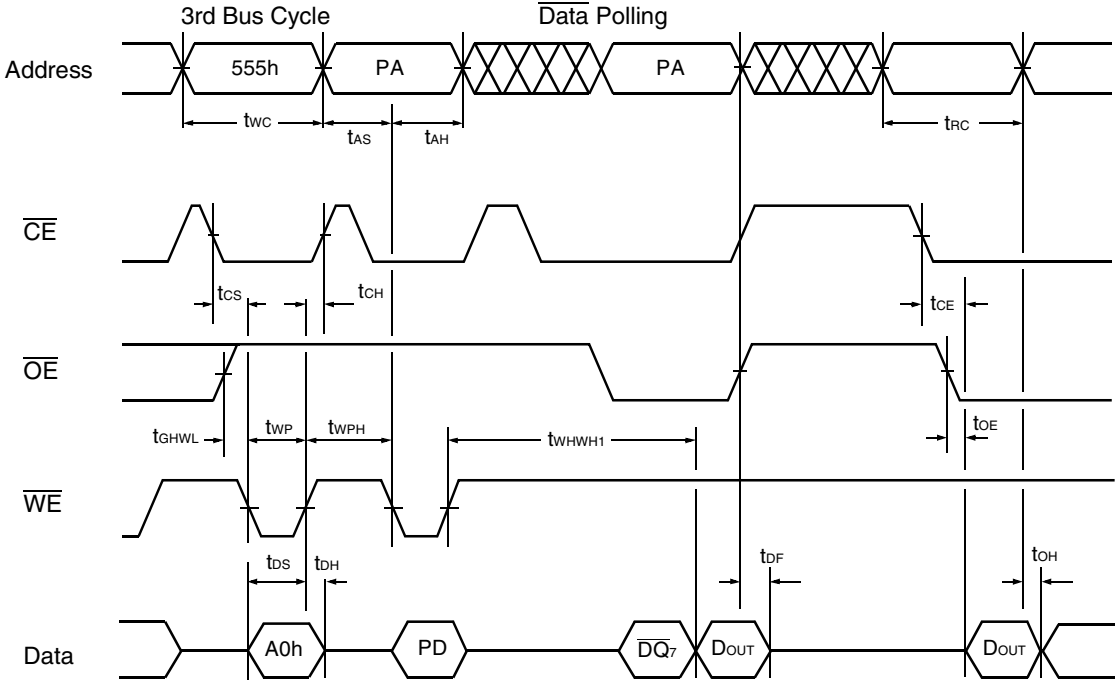 3rd Bus Cycle
Data Polling
Address
555h
PA
PA
tWC
tAS
tAH
tRC
CE
tCS
tCH
tCE
OE
tGHWL
tWP
tWPH
tWHWH1
tOE
WE
tDS
tDH
tDF
tOH
Data
A0h
PD
DQ7
DOUT
DOUT